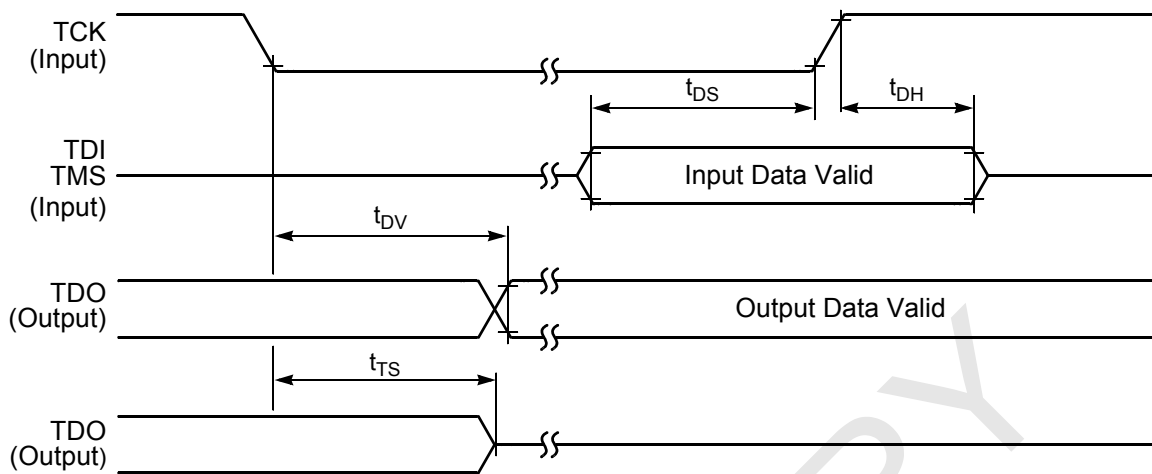 TCK
(Input)
tDS
tDH
TDI
TMS
(Input)
Input Data Valid
tDV
TDO
(Output)
Output Data Valid
tTS
TDO
(Output)
PY